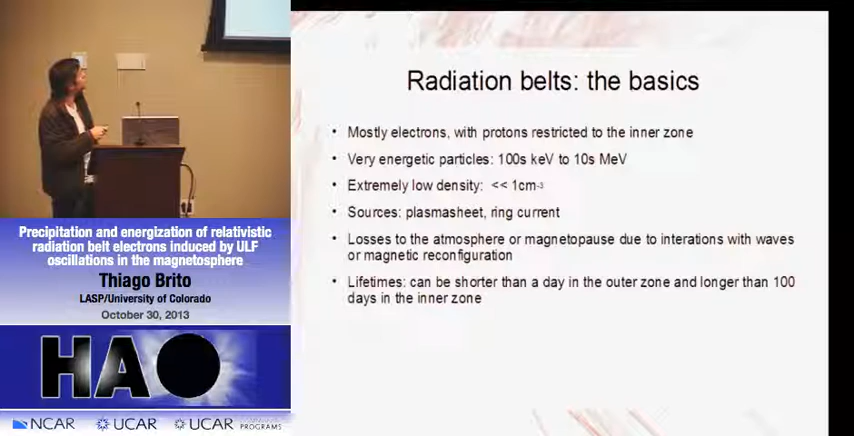 Radiation belts: the basics
• Mostly electrons, with protons restricted to the inner zone
• Very energetic particles: 100s keV to 10s MeV
• Extremely low density: << 1cm-3
• Sources: plasmasheet, ring current
• Losses to the atmosphere or magnetopause due to interations with waves
or magnetic reconfiguration
• Lifetimes: can be shorter than a day in the outer zone and longer than 100
days in the inner zone
Precipitation and energization of relativistic
radiation belt electrons induced by ULF
oscillations in the magnetosphere
Thiago Brito
LASP/University of Colorado
October 30, 2013
HAO
NCAR UCAR UCAR COMMUNITY PROGRAMS